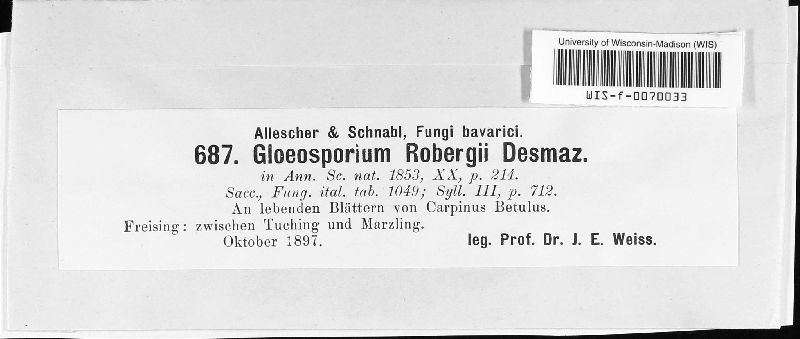 University of Wisconsin-Madison (WIS)
WIS-f-0070033
Allescher & Schnabl, Fungi bavarici.
687. Gloeosporium Robergii Desmaz.
in Ann. Sc. nat. 1853, XX, p. 214.
Sacc., Fung. ital. tab. 1049; Syll. III, p. 712.
An lebenden Blättern von Carpinus Betulus.
Freising: zwischen Tuching und Marzling.
Oktober 1897. leg. Prof. Dr. J. E. Weiss.